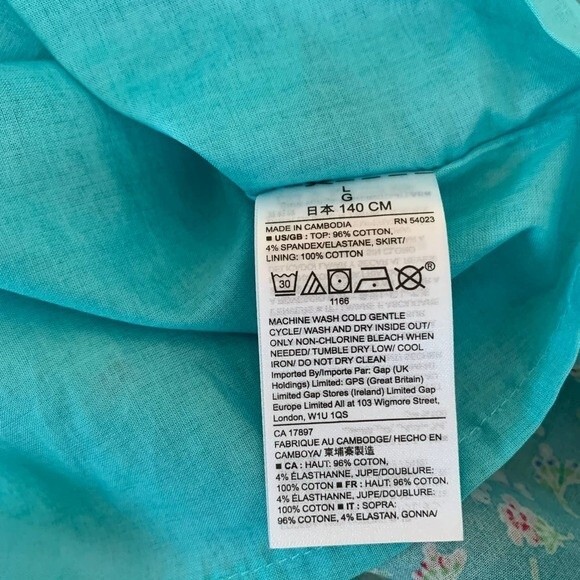 L
G
日本 140 CM
MADE IN CAMBODIA RN 54023
■ US/GB : TOP: 96% COTTON,
4% SPANDEX/ELASTANE, SKIRT/
LINING: 100% COTTON
30 ®
1166
MACHINE WASH COLD GENTLE
CYCLE/ WASH AND DRY INSIDE OUT/
ONLY NON-CHLORINE BLEACH WHEN
NEEDED/ TUMBLE DRY LOW/ COOL
IRON/ DO NOT DRY CLEAN
Imported By/Importe Par: Gap (UK
Holdings) Limited: GPS (Great Britain)
Limited Gap Stores (Ireland) Limited Gap
Europe Limited All at 103 Wigmore Street,
London, W1U 1QS
CA 17897
FABRIQUE AU CAMBODGE/ HECHO EN
CAMBOYA/ 柬埔寨製造
■ CA : HAUT: 96% COTON,
4% ÉLASTHANNE, JUPE/DOUBLURE:
100% COTON ■ FR : HAUT: 96% COTON,
4% ÉLASTHANNE, JUPE/DOUBLURE:
100% COTON ■ IT : SOPRA:
96% COTONE, 4% ELASTAN, GONNA/